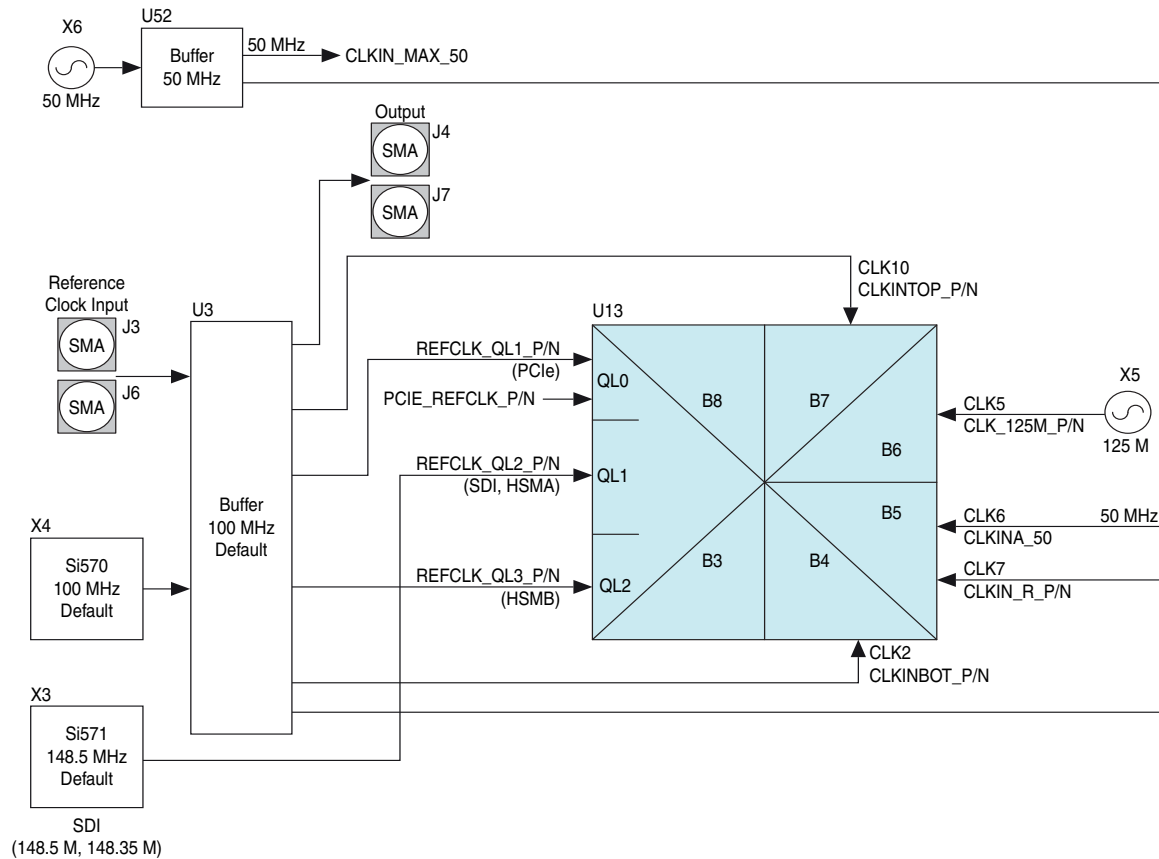 X6
50 MHz
U52
Buffer
50 MHz
50 MHz
CLKIN_MAX_50
Output
SMA
J4
SMA
J7
Reference
Clock Input
SMA
J3
SMA
J6
U3
Buffer
100 MHz
Default
X4
Si570
100 MHz
Default
X3
Si571
148.5 MHz
Default
SDI
(148.5 M, 148.35 M)
CLK10
CLKINTOP_P/N
U13
REFCLK_QL1_P/N
(PCIe)
PCIE_REFCLK_P/N
REFCLK_QL2_P/N
(SDI, HSMA)
REFCLK_QL3_P/N
(HSMB)
QL0
QL1
QL2
B8
B7
B6
B5
B3
B4
X5
125 M
CLK5
CLK_125M_P/N
CLK6
CLKINA_50
50 MHz
CLK7
CLKIN_R_P/N
CLK2
CLKINBOT_P/N